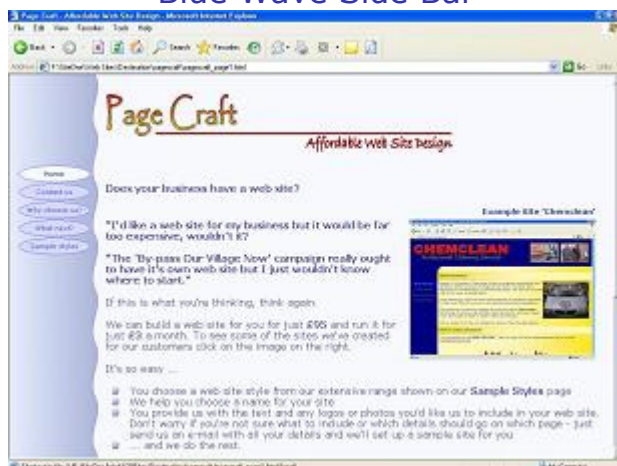 Blue Wave Side Bar
Page Craft - Affordable Web Site Design - Microsoft Internet Explorer
File Edit View Favorites Tools Help
Back Search Favorites
Go Links
Page Craft
Affordable Web Site Design
Home
Contact us
Why choose us?
What next?
Sample styles
Does your business have a web site?
Example Site 'Chemclean'
"I'd like a web site for my business but it would be far
too expensive, wouldn't it?
"The 'By-pass Our Village Now' campaign really ought
to have it's own web site but I just wouldn't know
where to start."
CHEMCLEAN
If this is what you're thinking, think again
We can build a web site for you for just £95 and run it for
just £3 a month. To see some of the sites we've created
for our customers click on the image on the right.
It's so easy ...
You choose a web site style from our extensive range shown on our Sample Styles page
We help you choose a name for your site
You provide us with the text and any logos or photos you'd like us to include in your web site.
Don't worry if you're not sure what to include or which details should go on which page - just
send us an e-mail with all your details and we'll set up a sample site for you
... and we do the rest.
My Computer